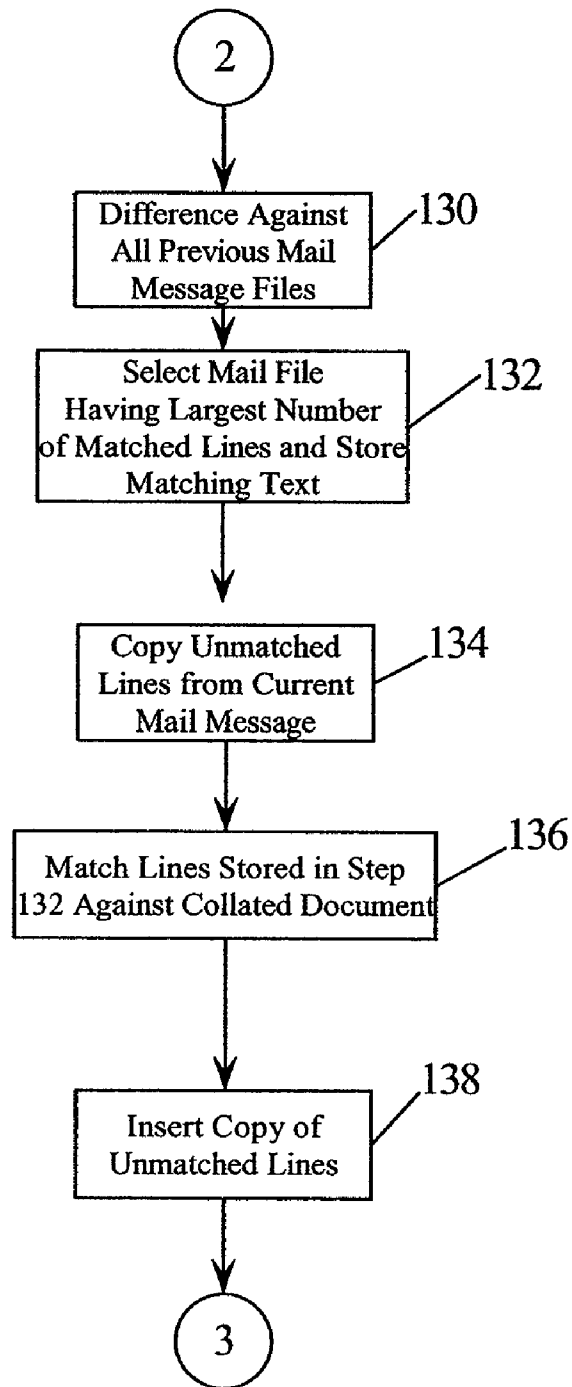 2
Difference Against
All Previous Mail
Message Files
130
Select Mail File
Having Largest Number
of Matched Lines and Store
Matching Text
132
Copy Unmatched
Lines from Current
Mail Message
134
Match Lines Stored in Step
132 Against Collated Document
136
Insert Copy of
Unmatched Lines
138
3